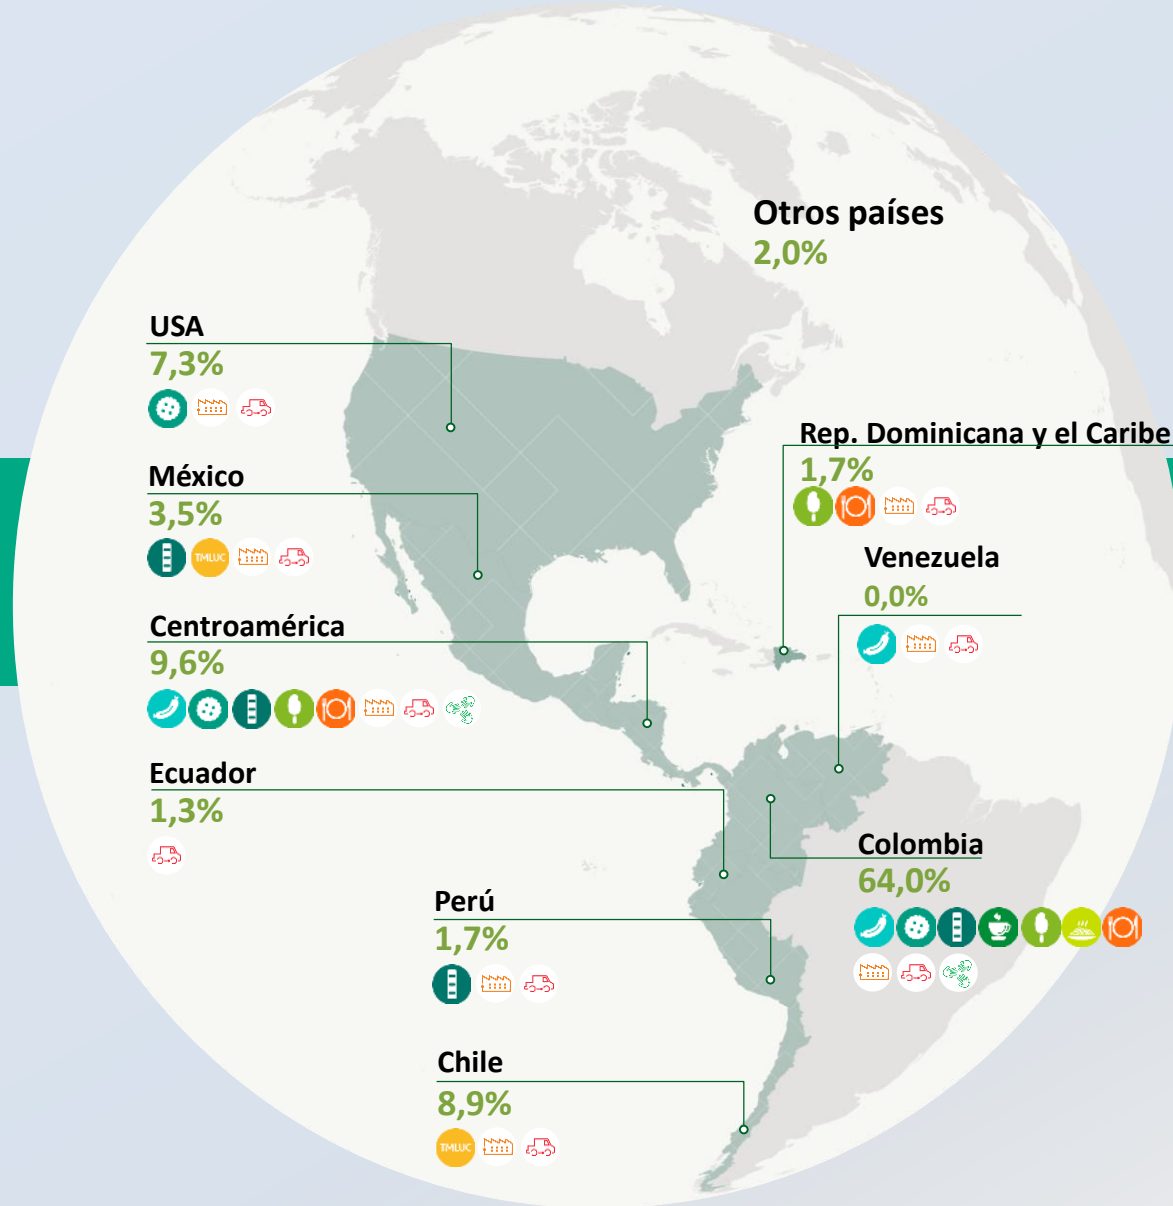 Otros países
2,0%
USA
7,3%
Rep. Dominicana y el Caribe
1,7%
México
3,5%
TMLUC
Venezuela
0,0%
Centroamérica
9,6%
Ecuador
1,3%
Colombia
64,0%
Perú
1,7%
Chile
8,9%
TMLUC